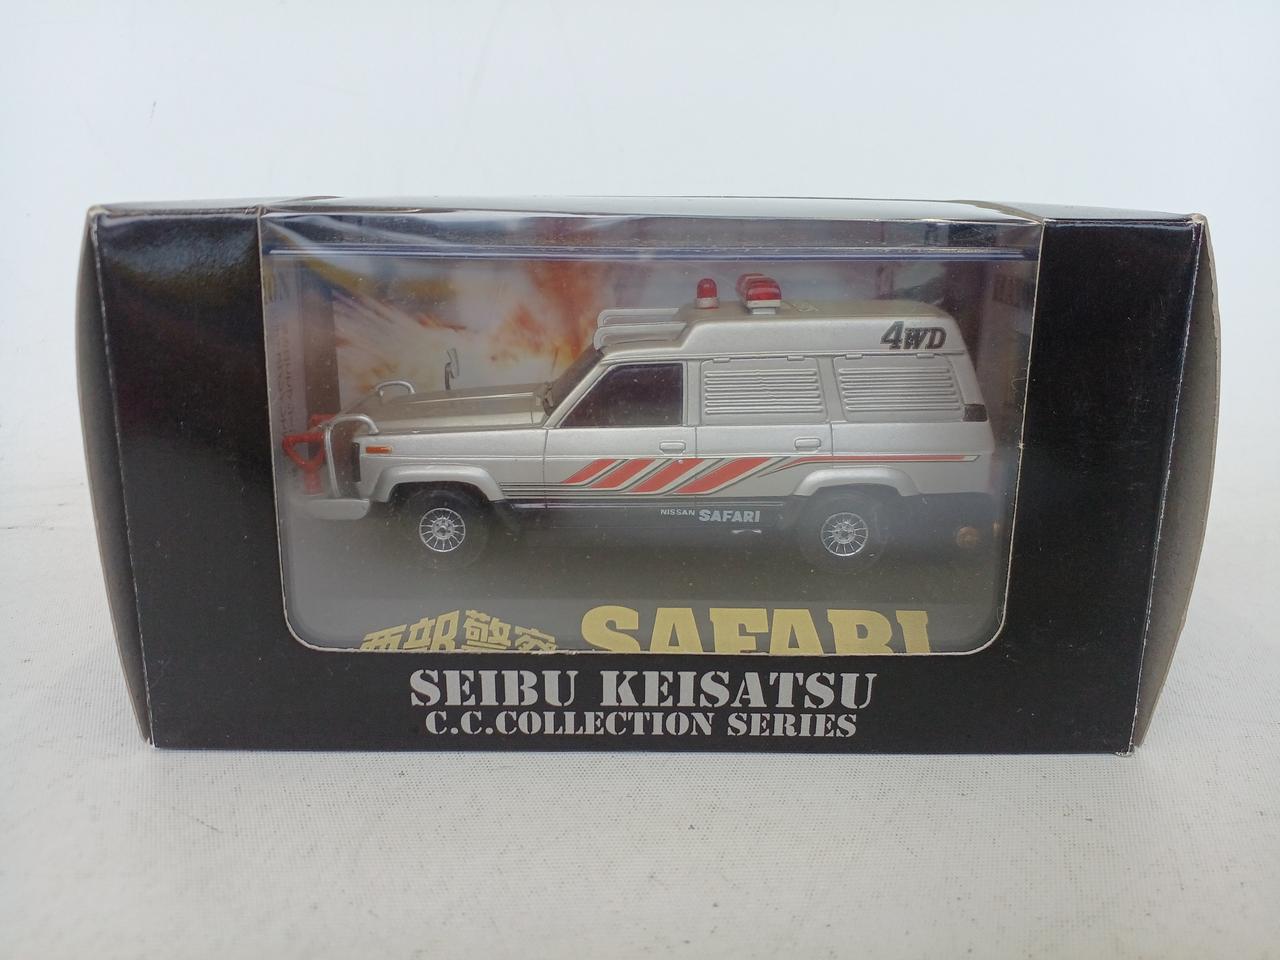 4WD
NISSAN SAFARI
西部警察 SAFARI
SEIBU KEISATSU
C.C.COLLECTION SERIES